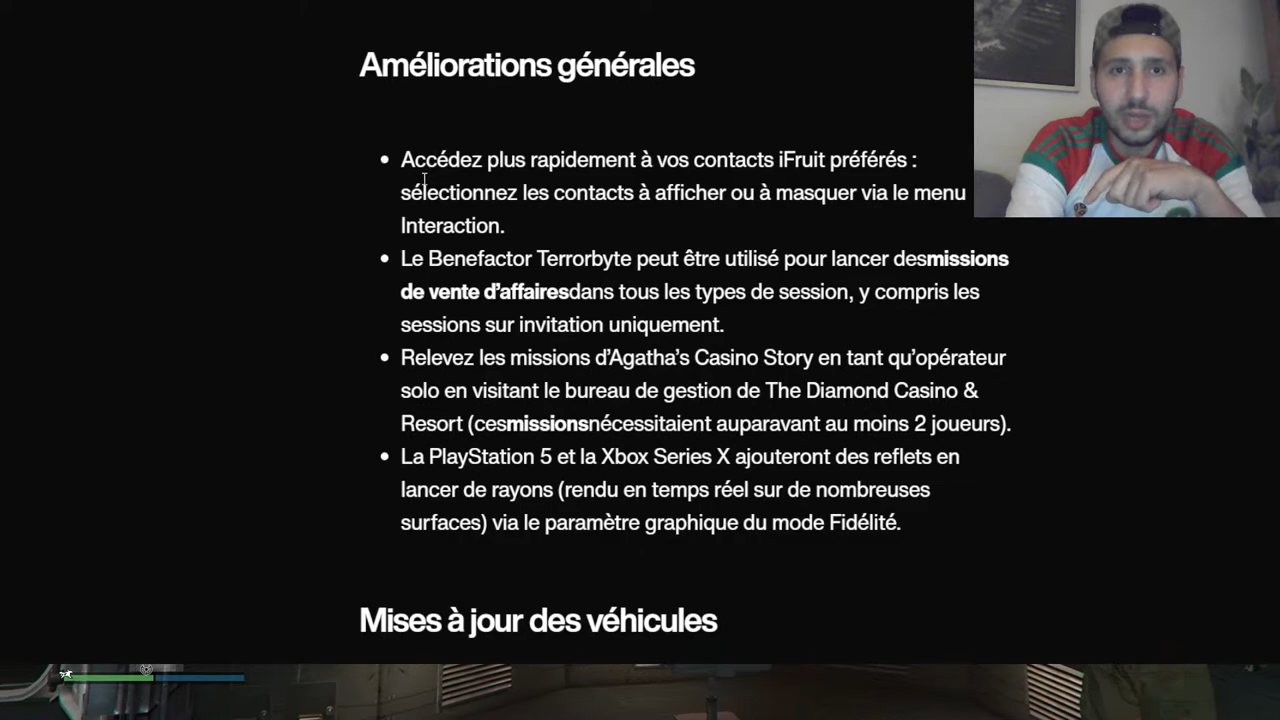 Améliorations générales
Accédez plus rapidement à vos contacts iFruit préférés :
sélectionnez les contacts à afficher ou à masquer via le menu
Interaction.
Le Benefactor Terrorbyte peut être utilisé pour lancer desmissions
de vente d’affairesdans tous les types de session, y compris les
sessions sur invitation uniquement.
Relevez les missions d’Agatha’s Casino Story en tant qu’opérateur
solo en visitant le bureau de gestion de The Diamond Casino &
Resort (cesmissionsnécessitaient auparavant au moins 2 joueurs).
La PlayStation 5 et la Xbox Series X ajouteront des reflets en
lancer de rayons (rendu en temps réel sur de nombreuses
surfaces) via le paramètre graphique du mode Fidélité.
Mises à jour des véhicules